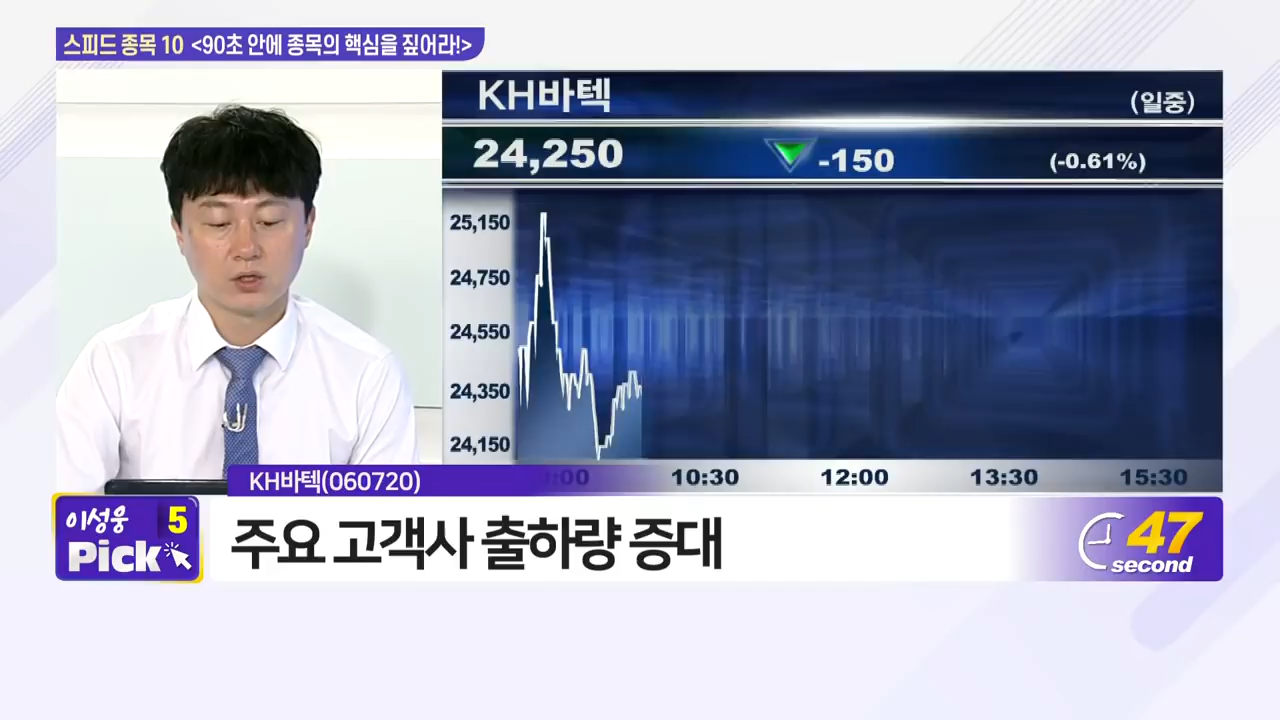 스피드 종목 10 <90초 안에 종목의 핵심을 짚어라!>
KH바텍
(일중)
24,250
-150
(-0.61%)
25,150
24,750
24,550
24,350
24,150
10:30
12:00
13:30
15:30
KH바텍(060720)
이성웅 5
Pick
주요 고객사 출하량 증대
47
second